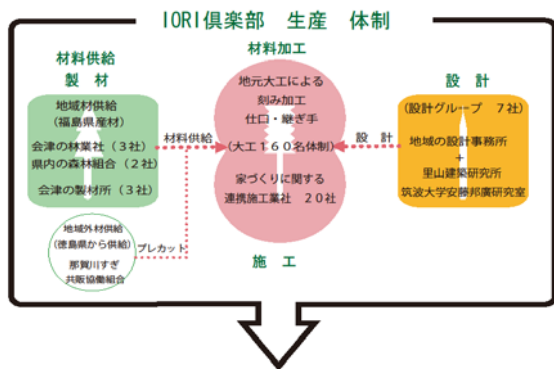 IORI倶楽部 生産 体制
材料供給
製 材
地域材供給
(福島県産材)
会津の林業社(3社)
県内の森林組合(2社)
会津の製材所(3社)
材料供給
地域外材供給
(徳島県から供給)
那賀川すぎ
共販協働組合
プレカット
材料加工
地元大工による
刻み加工
仕口・継ぎ手
(大工160名体制)
家づくりに関する
連携施工業社 20社
施 工
設 計
設 計
(設計グループ 7社)
地域の設計事務所
+
里山建築研究所
筑波大学安藤邦廣研究室